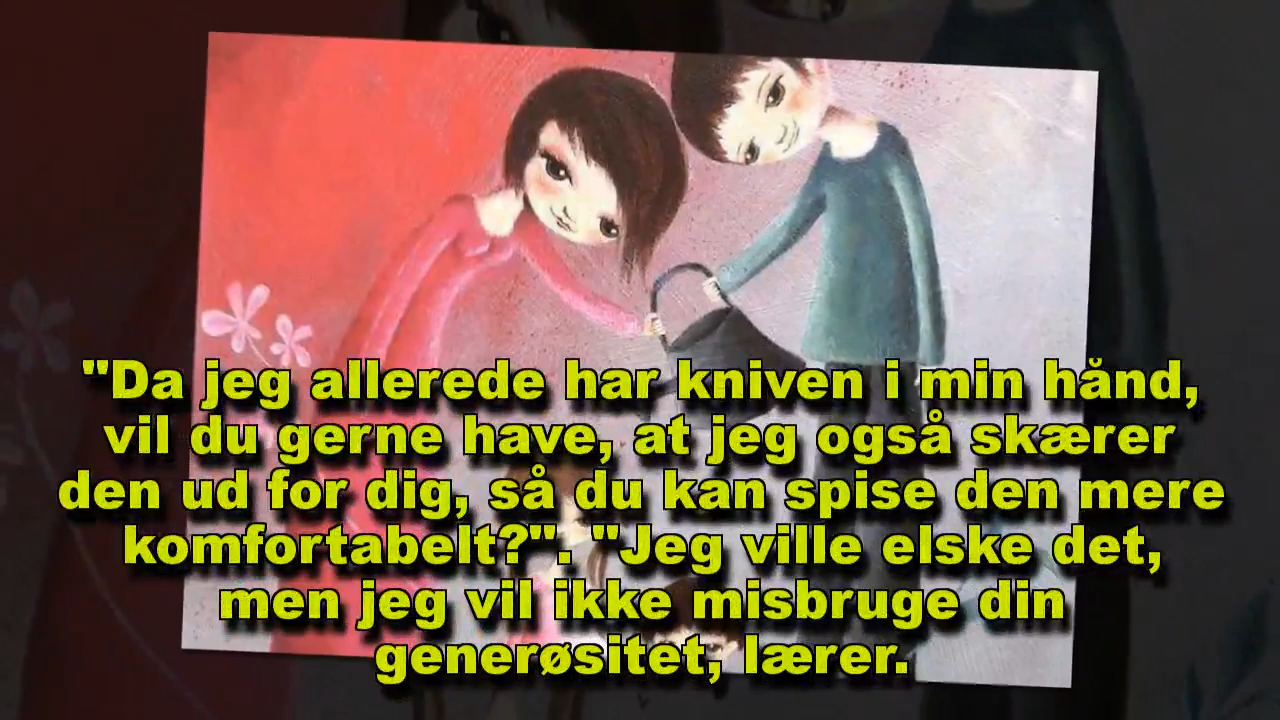 "Da jeg allerede har kniven i min hånd,
vil du gerne have, at jeg også skærer
den ud for dig, så du kan spise den mere
komfortabelt?". "Jeg ville elske det,
men jeg vil ikke misbruge din
generøsitet, lærer.